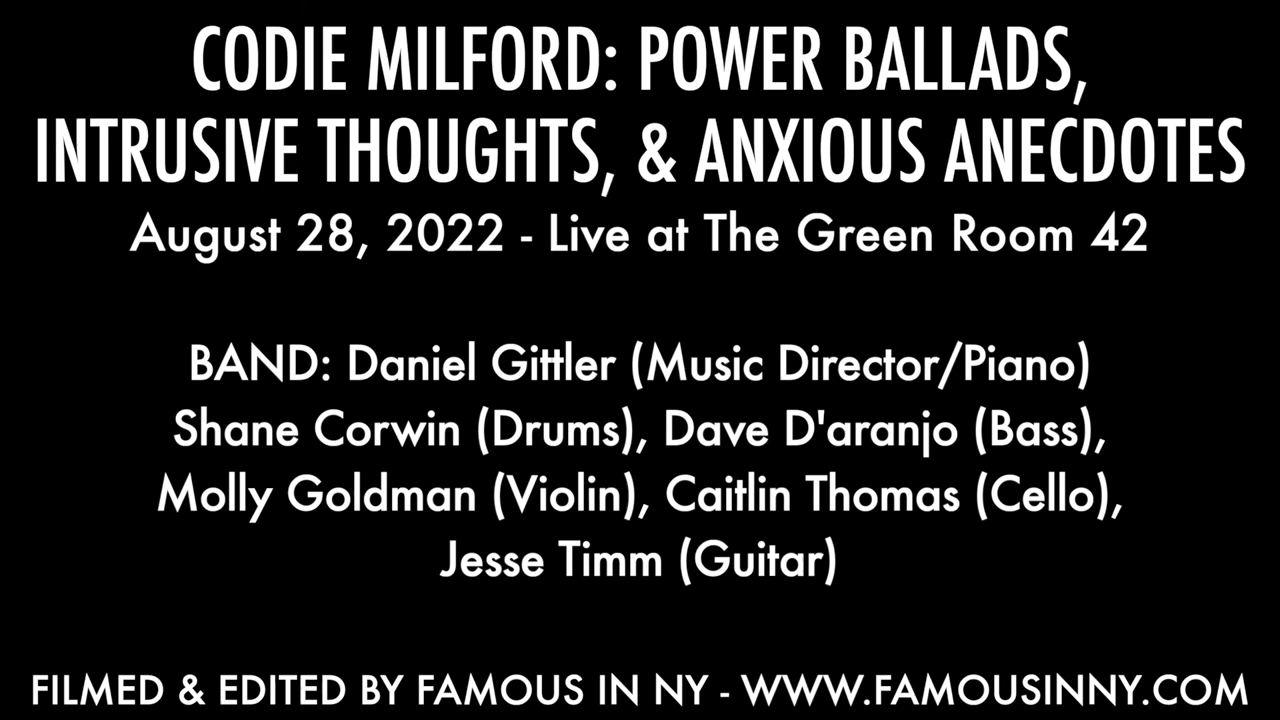 CODIE MILFORD: POWER BALLADS,
INTRUSIVE THOUGHTS, & ANXIOUS ANECDOTES
August 28, 2022 - Live at The Green Room 42
BAND: Daniel Gittler (Music Director/Piano)
Shane Corwin (Drums), Dave D'aranjo (Bass),
Molly Goldman (Violin), Caitlin Thomas (Cello),
Jesse Timm (Guitar)
FILMED & EDITED BY FAMOUS IN NY - WWW.FAMOUSINNY.COM